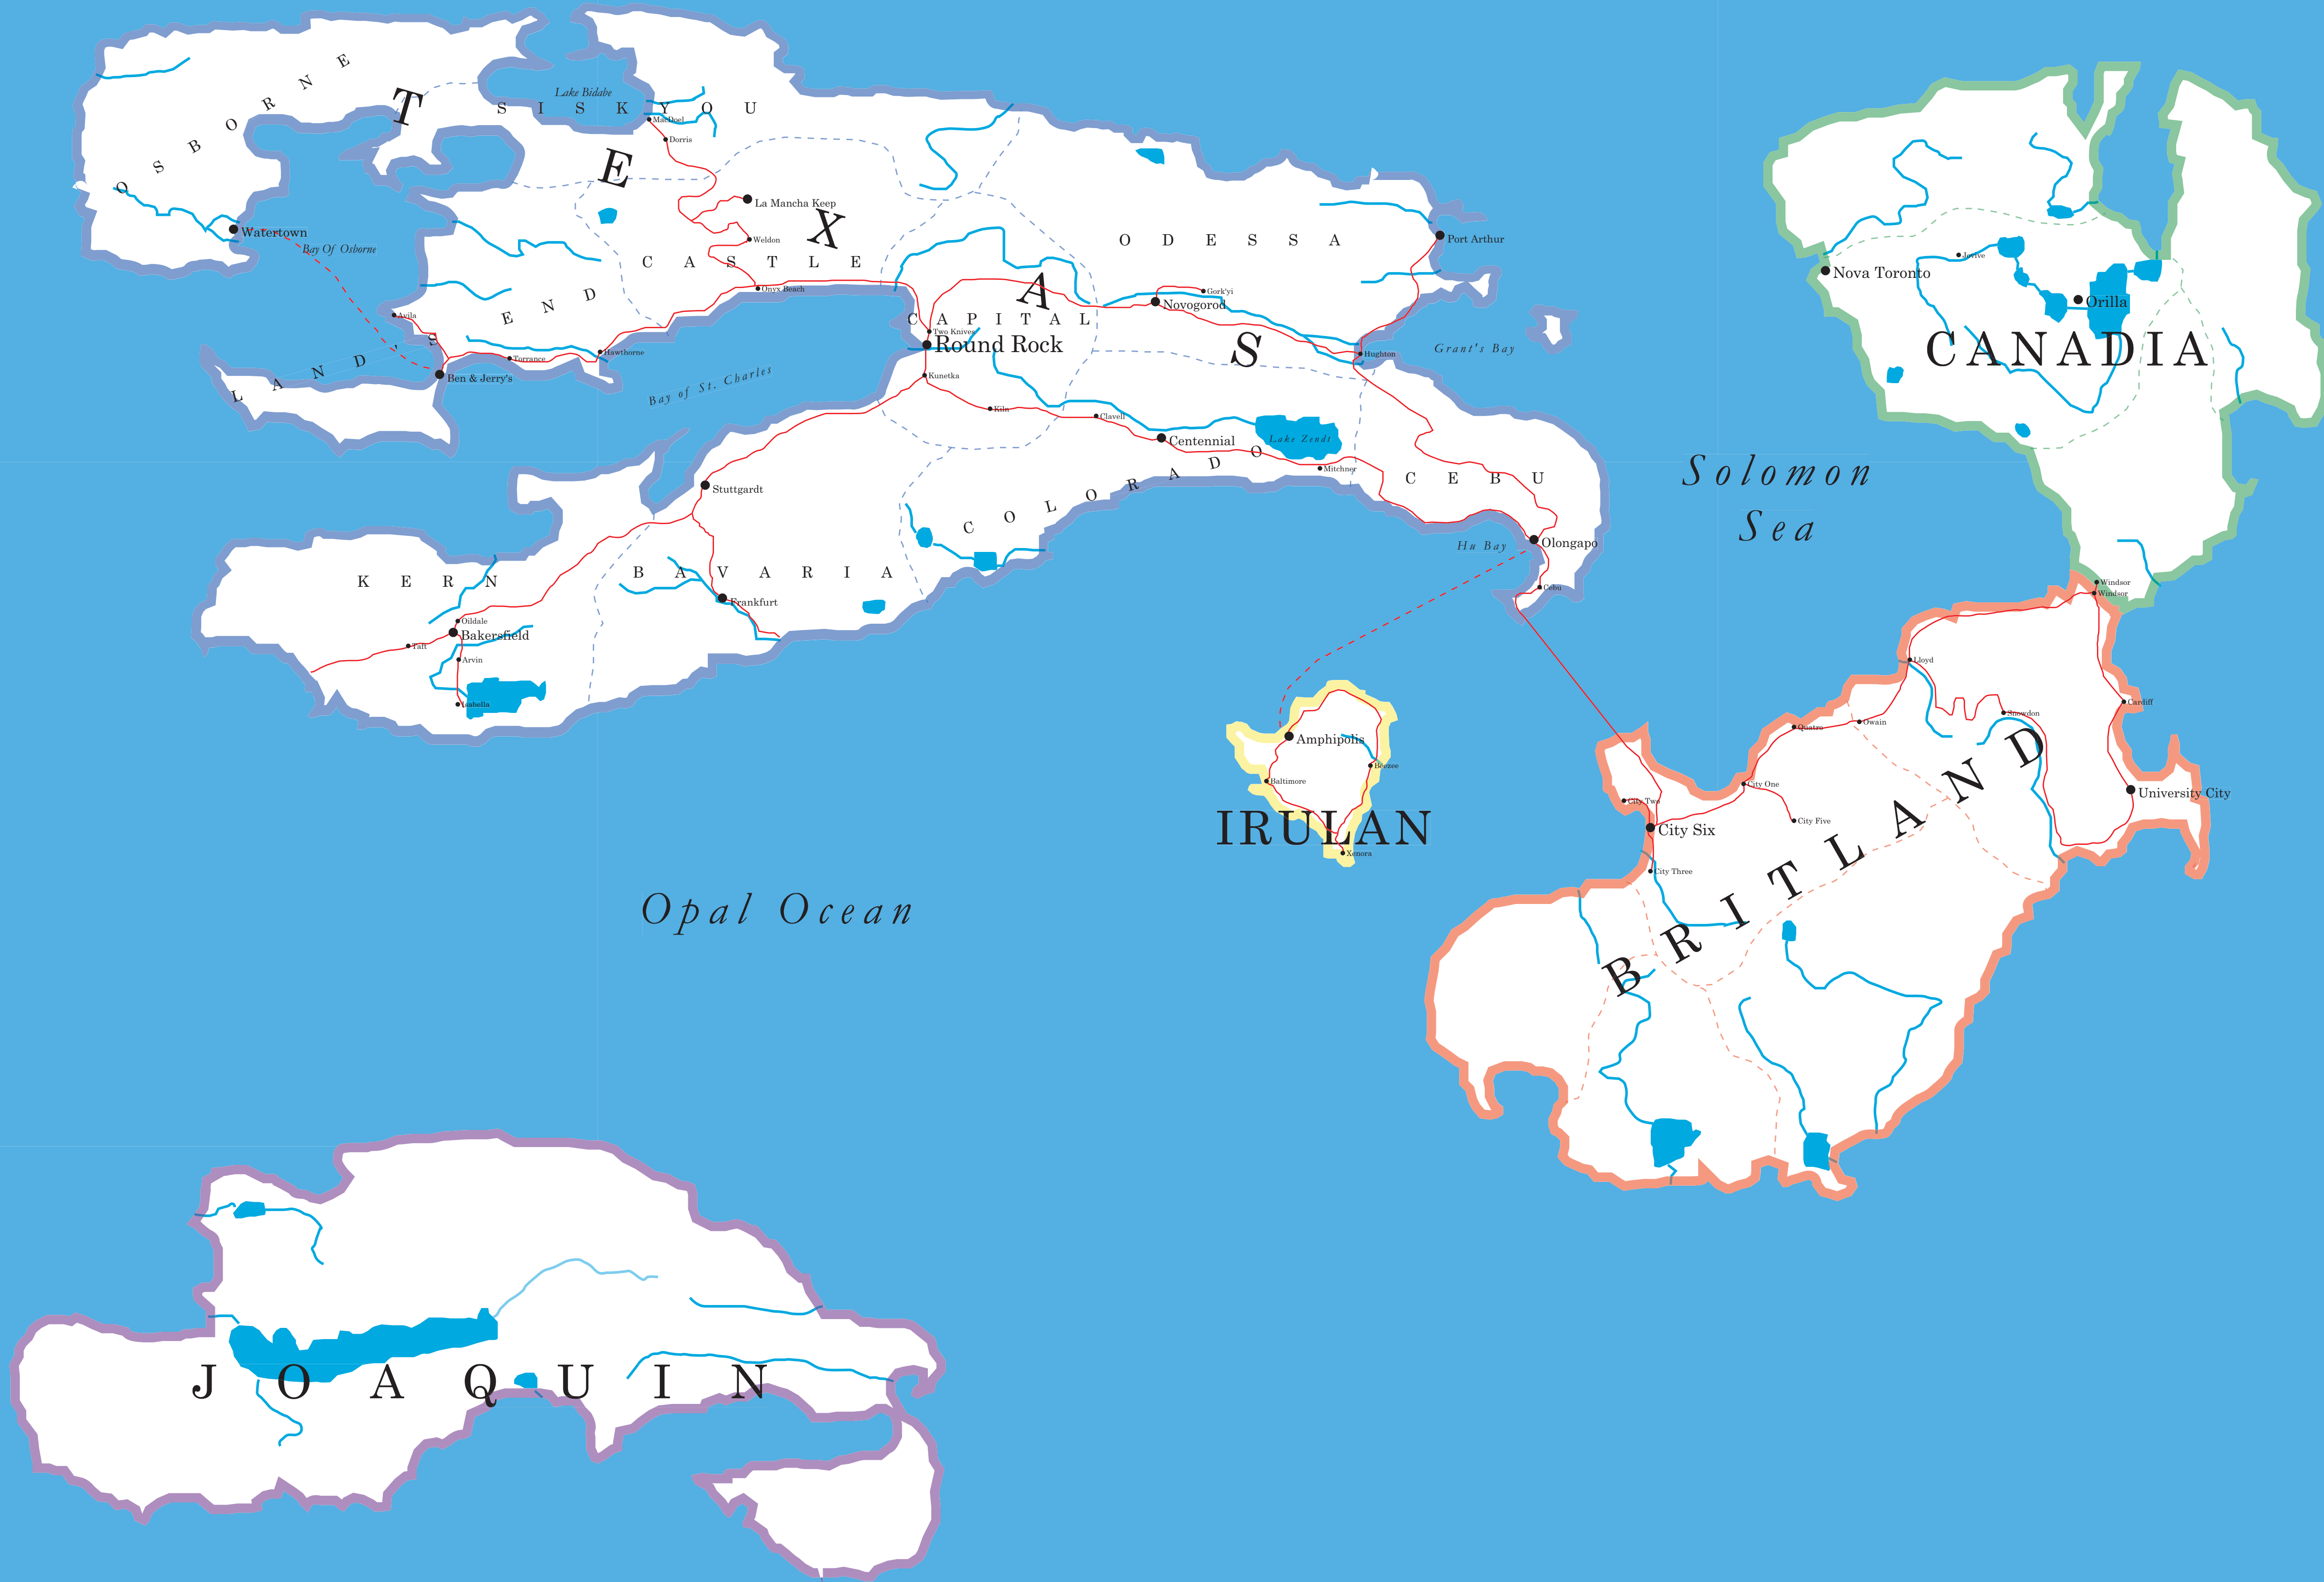 OSBORNE
TEXAS
SISKYOU
Lake Bidabe
MacDoel
Dorris
La Mancha Keep
Weldon
CASTLE
Onyx Beach
Watertown
Bay Of Osborne
Avila
LAND'S END
Torrance
Hawthorne
Ben & Jerry's
Bay of St. Charles
CAPITAL
Two Knives
Round Rock
Kunetka
Kiln
ODESSA
Port Arthur
Gork'yi
Novogorod
Hughton
Grant's Bay
Clavell
Centennial
Lake Zendt
Mitchner
COLORADO
CEBU
Hu Bay
Olongapo
Cebu
Stuttgardt
BAVARIA
Frankfurt
KERN
Oildale
Bakersfield
Taft
Arvin
Isabella
Nova Toronto
Jovive
Orilla
CANADIA
Solomon
Sea
Windsor
Windsor
Lloyd
Cardiff
Snowdon
Owain
Quatro
University City
City One
City Two
City Five
City Six
City Three
BRITLAND
Amphipolis
Beezee
Baltimore
IRULAN
Xenora
Opal Ocean
JOAQUIN